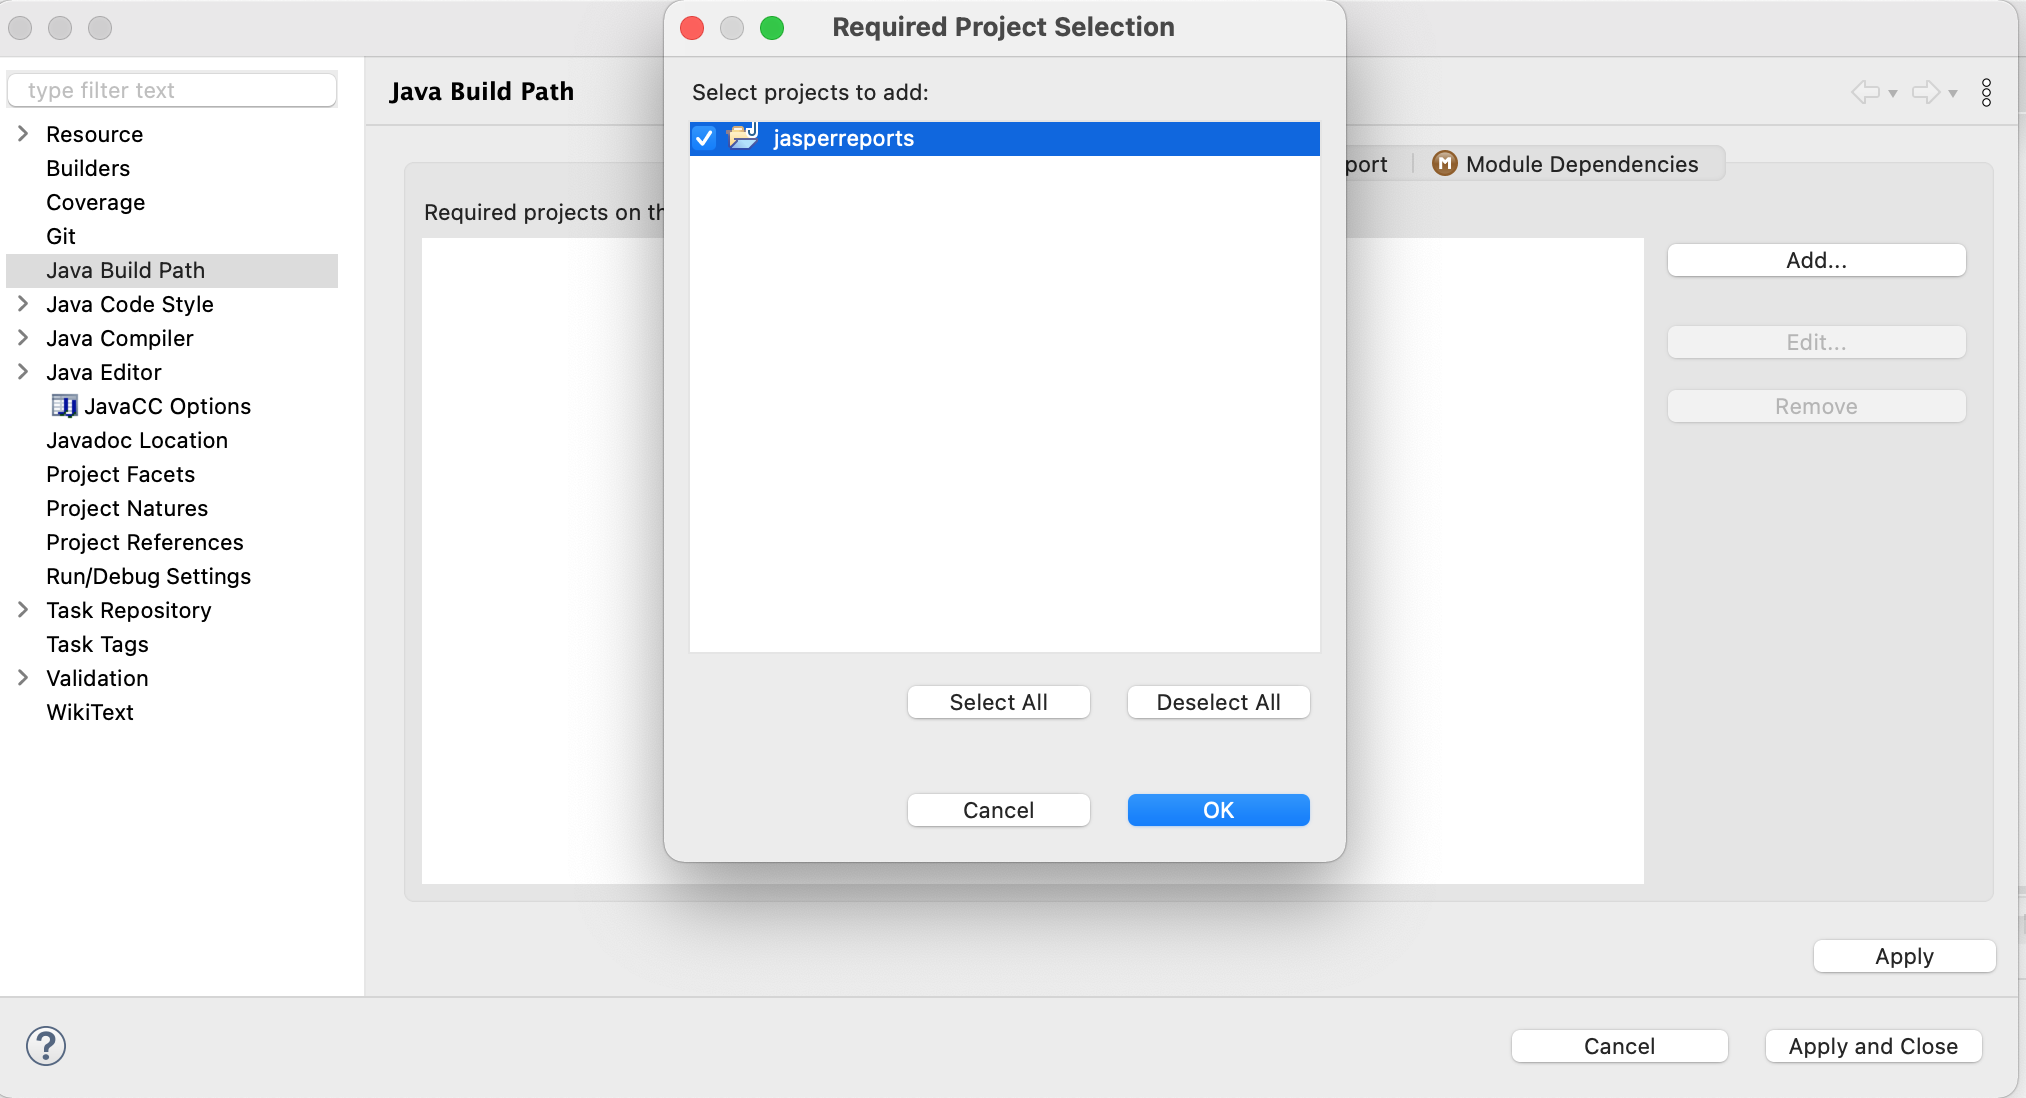 Required Project Selection
type filter text
Resource
Builders
Coverage
Git
Java Build Path
Java Code Style
Java Compiler
Java Editor
JavaCC Options
Javadoc Location
Project Facets
Project Natures
Project References
Run/Debug Settings
Task Repository
Task Tags
Validation
WikiText
Java Build Path
Select projects to add:
jasperreports
port
M Module Dependencies
Required projects on th
Add...
Edit...
Remove
Select All
Deselect All
Cancel
OK
Apply
?
Cancel
Apply and Close